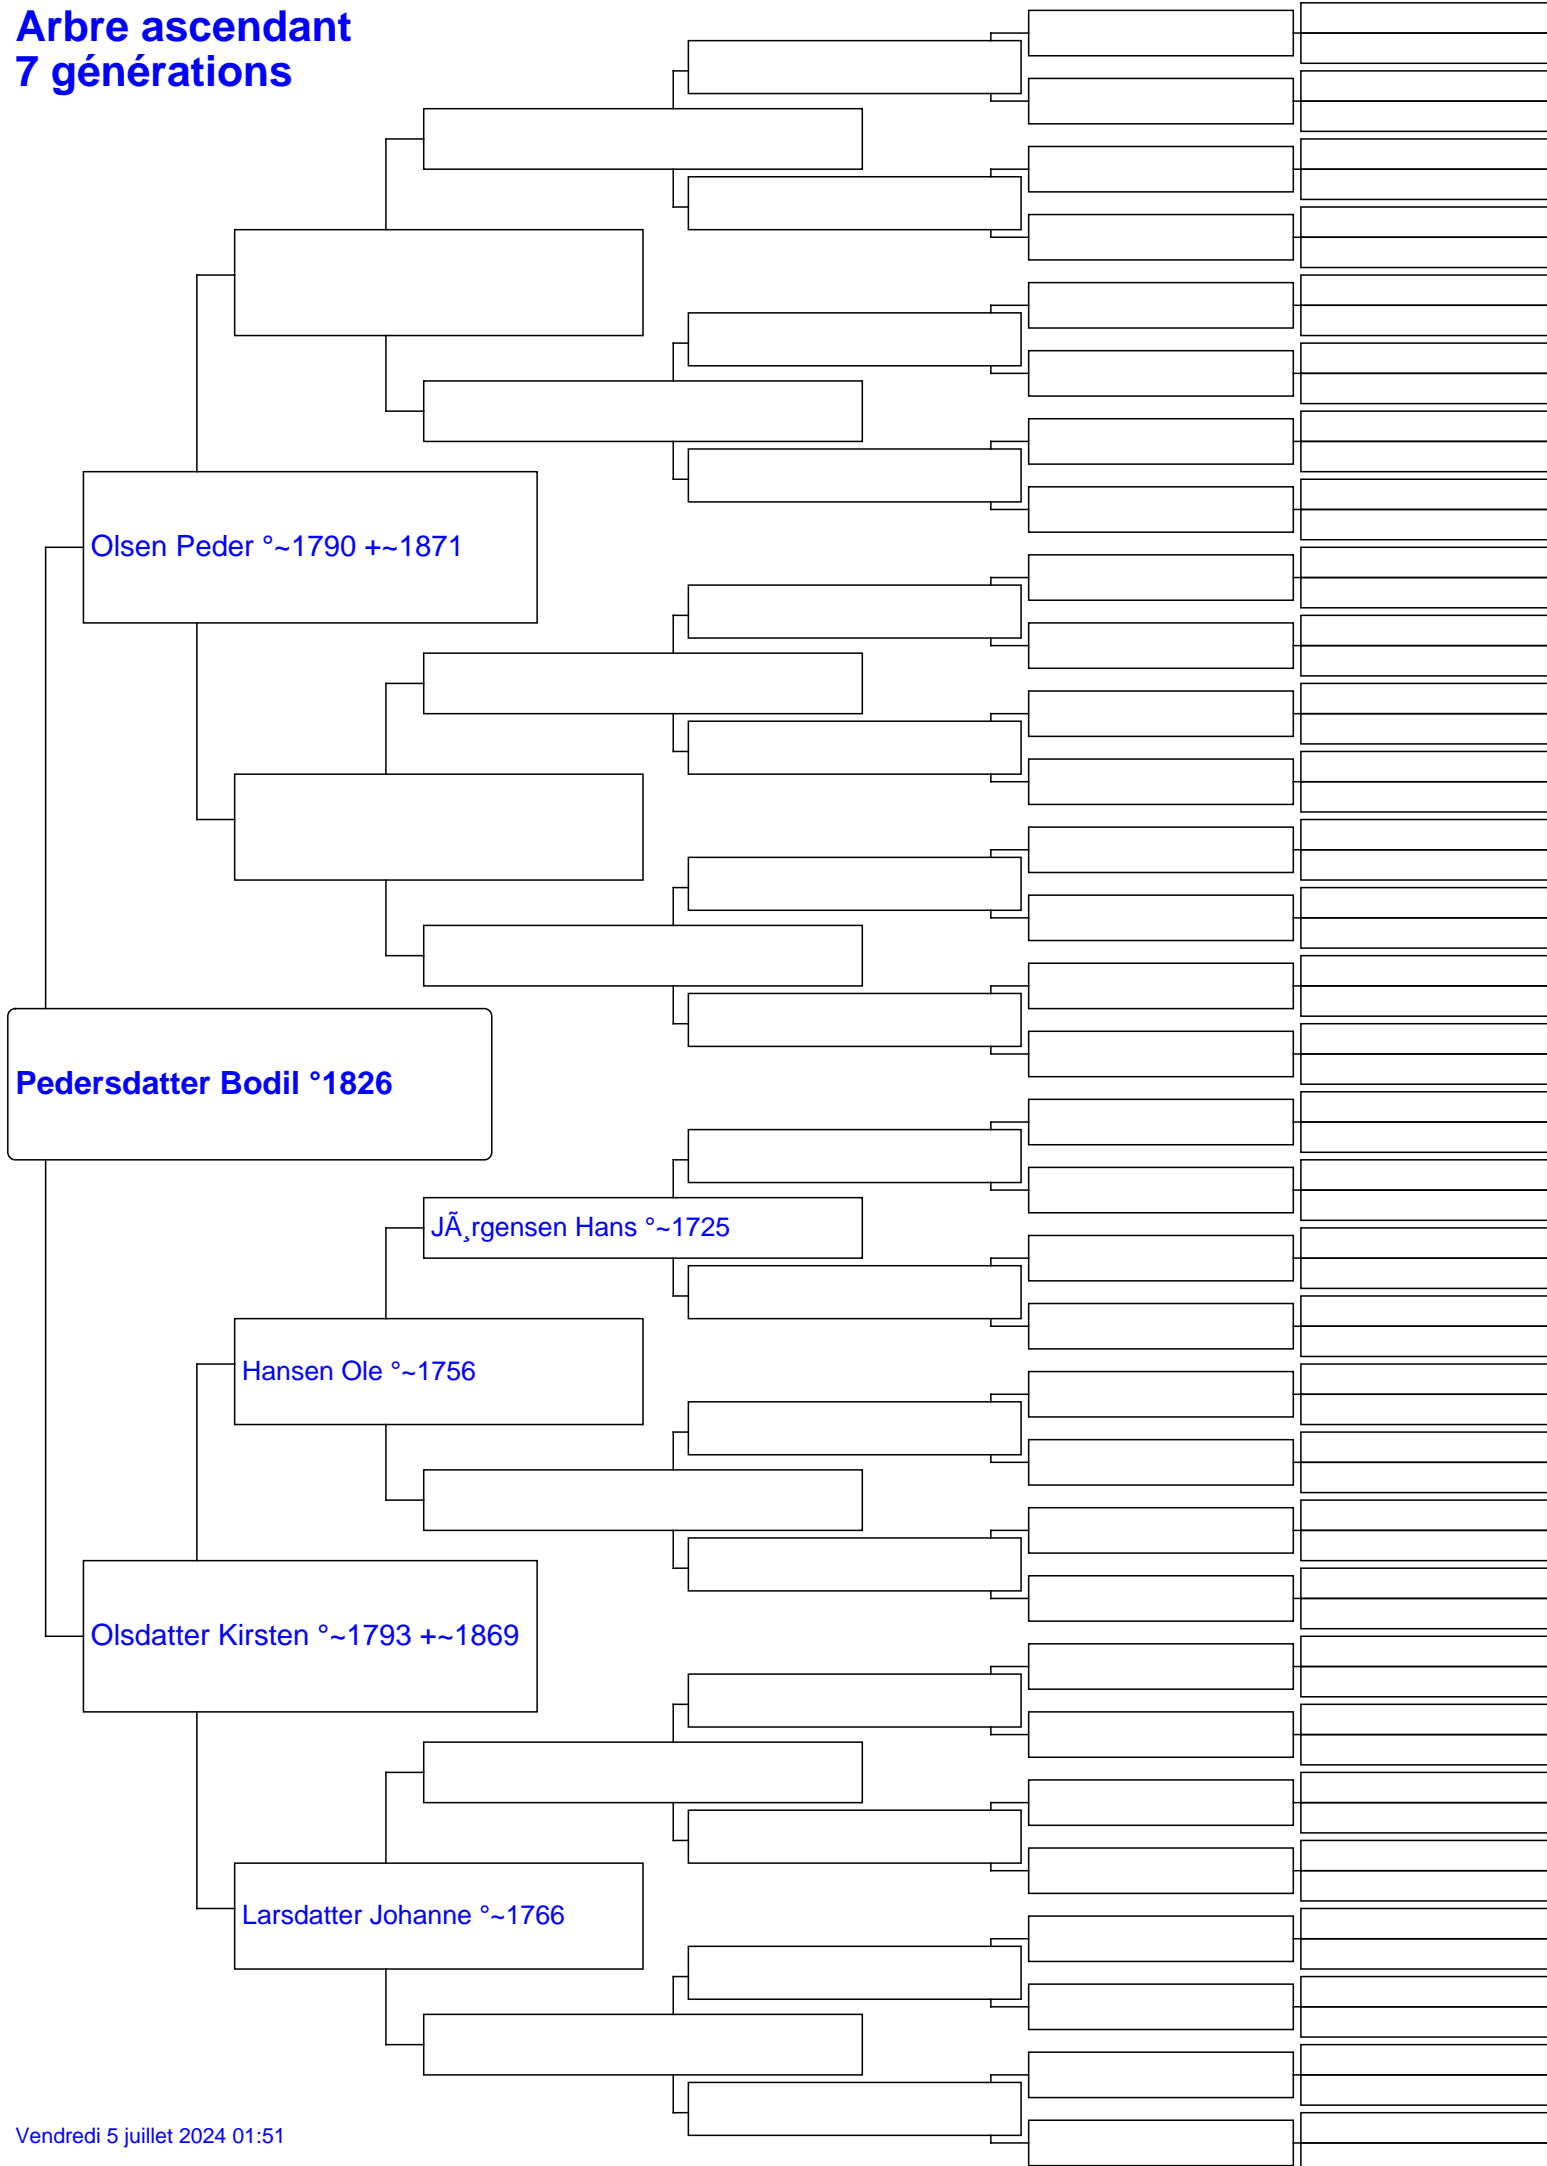 Arbre ascendant
7 générations
Olsen Peder °~1790 +~1871
Pedersdatter Bodil °1826
JÃ¸rgensen Hans °~1725
Hansen Ole °~1756
Olsdatter Kirsten °~1793 +~1869
Larsdatter Johanne °~1766
Vendredi 5 juillet 2024 01:51